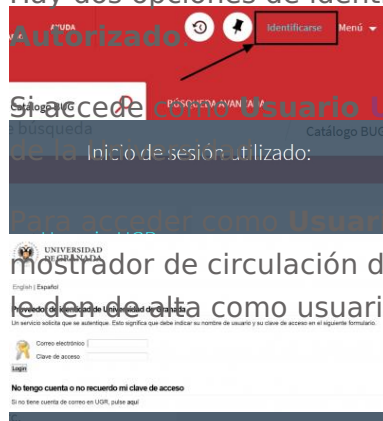 Hay dos opciones de ident
AYUDA
Identificarse Menú
Autorizado.
Catálogo BUG
BÚSQUEDA AVANZADA
Si accede como Usuario U
búsqueda
Catálogo BUG
de la
Inicio de sesión utilizado:
Para acceder como Usuar
Usuario UGR
UNIVERSIDAD
DE GRANADA
mostrador de circulación d
English | Español
le den de alta como usuari
Proveedor de identidad de Universidad de Granada
Un servicio solicita que se autentique. Esto significa que debe indicar su nombre de usuario y su clave de acceso en el siguiente formulario.
Correo electrónico
Clave de acceso
Login
No tengo cuenta o no recuerdo mi clave de acceso
Si no tiene cuenta de correo en UGR, pulse aquí